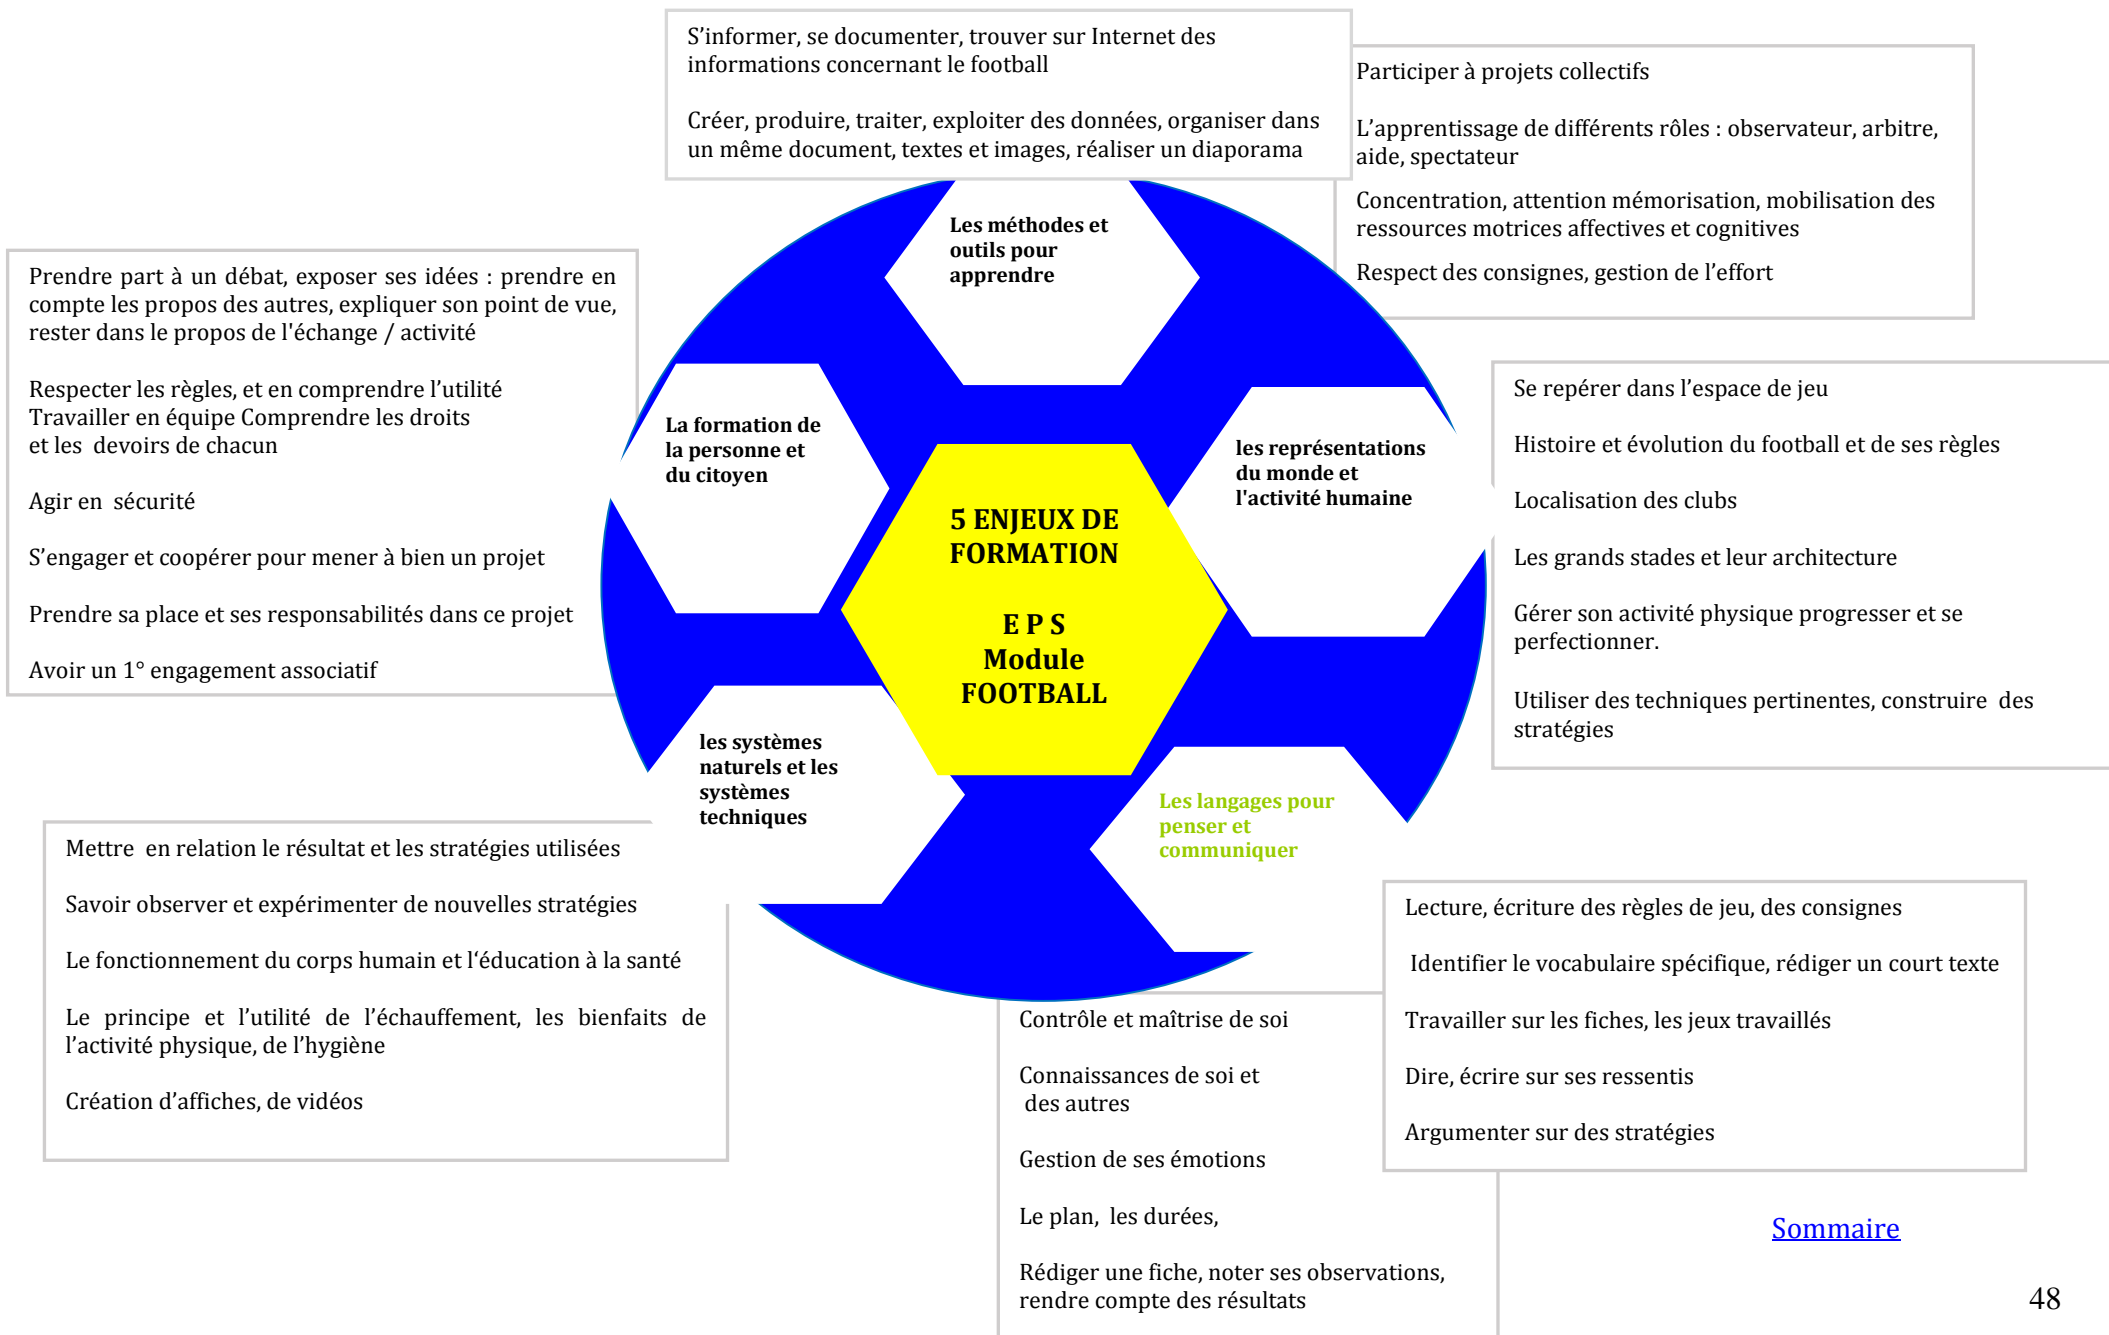 S’informer, se documenter, trouver sur Internet des
informations concernant le football
Créer, produire, traiter, exploiter des données, organiser dans
un même document, textes et images, réaliser un diaporama
Participer à projets collectifs
L’apprentissage de différents rôles : observateur, arbitre,
aide, spectateur
Concentration, attention mémorisation, mobilisation des
ressources motrices affectives et cognitives
Respect des consignes, gestion de l’effort
Les méthodes et
outils pour
apprendre
Prendre part à un débat, exposer ses idées : prendre en
compte les propos des autres, expliquer son point de vue,
rester dans le propos de l'échange / activité
Respecter les règles, et en comprendre l’utilité
Travailler en équipe Comprendre les droits
et les  devoirs de chacun
Agir en  sécurité
S’engager et coopérer pour mener à bien un projet
Prendre sa place et ses responsabilités dans ce projet
Avoir un 1° engagement associatif
La formation de
la personne et
du citoyen
les représentations
du monde et
l'activité humaine
Se repérer dans l’espace de jeu
Histoire et évolution du football et de ses règles
Localisation des clubs
Les grands stades et leur architecture
Gérer son activité physique progresser et se
perfectionner.
Utiliser des techniques pertinentes, construire  des
stratégies
5 ENJEUX DE
FORMATION
E P S
Module
FOOTBALL
les systèmes
naturels et les
systèmes
techniques
Les langages pour
penser et
communiquer
Mettre  en relation le résultat et les stratégies utilisées
Savoir observer et expérimenter de nouvelles stratégies
Le fonctionnement du corps humain et l‘éducation à la santé
Le principe et l’utilité de l’échauffement, les bienfaits de
l’activité physique, de l’hygiène
Création d’affiches, de vidéos
Lecture, écriture des règles de jeu, des consignes
Identifier le vocabulaire spécifique, rédiger un court texte
Travailler sur les fiches, les jeux travaillés
Dire, écrire sur ses ressentis
Argumenter sur des stratégies
Contrôle et maîtrise de soi
Connaissances de soi et
des autres
Gestion de ses émotions
Le plan,  les durées,
Rédiger une fiche, noter ses observations,
rendre compte des résultats
Sommaire
48